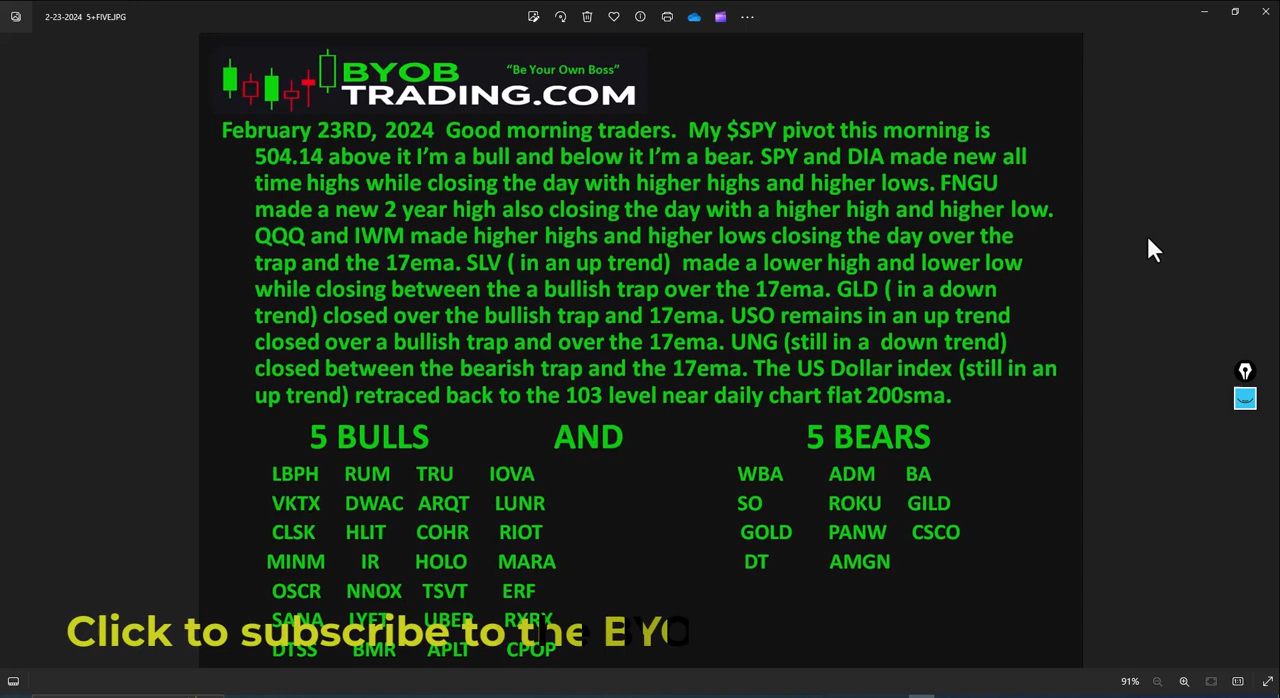 2-23-2024 5+FIVE.JPG
BYOB "Be Your Own Boss"
TRADING.COM
February 23RD, 2024 Good morning traders. My $SPY pivot this morning is
504.14 above it I'm a bull and below it I'm a bear. SPY and DIA made new all
time highs while closing the day with higher highs and higher lows. FNGU
made a new 2 year high also closing the day with a higher high and higher low.
QQQ and IWM made higher highs and higher lows closing the day over the
trap and the 17ema. SLV ( in an up trend) made a lower high and lower low
while closing between the a bullish trap over the 17ema. GLD ( in a down
trend) closed over the bullish trap and 17ema. USO remains in an up trend
closed over a bullish trap and over the 17ema. UNG (still in a down trend)
closed between the bearish trap and the 17ema. The US Dollar index (still in an
up trend) retraced back to the 103 level near daily chart flat 200sma.
5 BULLS AND 5 BEARS
LBPH RUM TRU IOVA WBA ADM BA
VKTX DWAC ARQT LUNR SO ROKU GILD
CLSK HLIT COHR RIOT GOLD PANW CSCO
MINM IR HOLO MARA DT AMGN
OSCR NNOX TSVT ERF
SANA LYFT UBER RXRX
Click to subscribe to the BYO
DTSS BMR APLT CPOP
91%